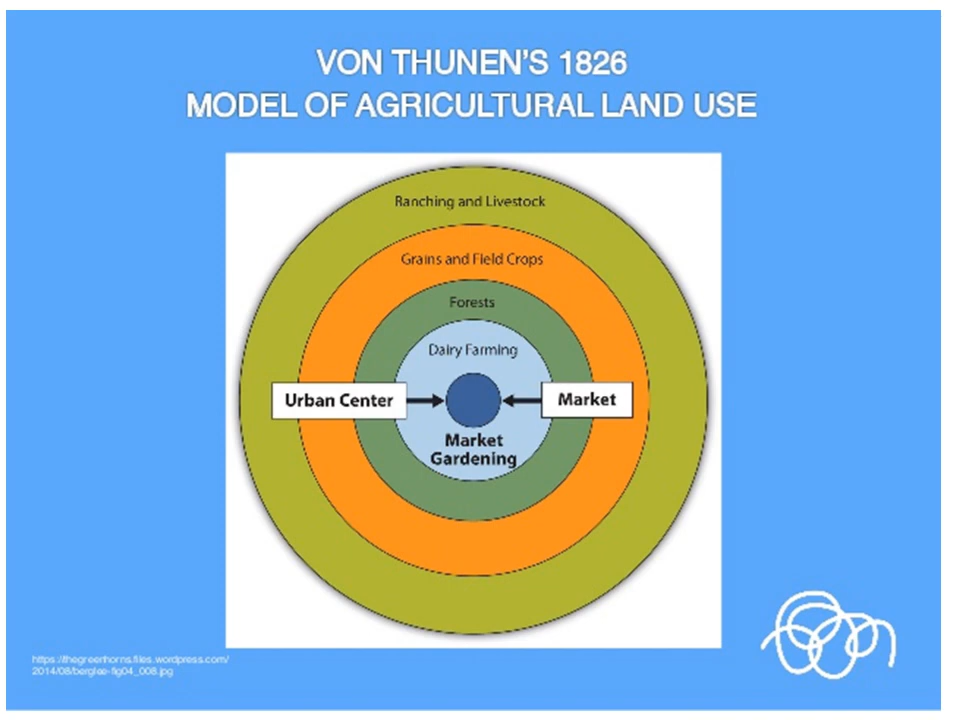 VON THUNEN'S 1826
MODEL OF AGRICULTURAL LAND USE
Ranching and Livestock
Grains and Field Crops
Forests
Dairy Farming
Urban Center
Market
Market
Gardening
https://thegreenhorns.files.wordpress.com/
2014/08/berglee-fig04_008.jpg